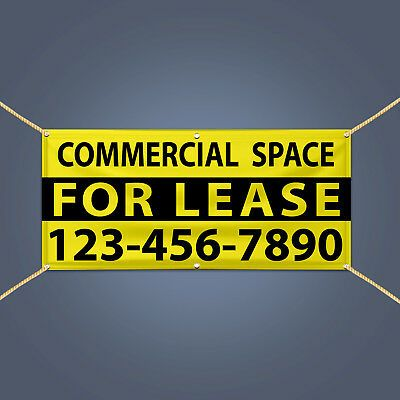 COMMERCIAL SPACE
FOR LEASE
123-456-7890